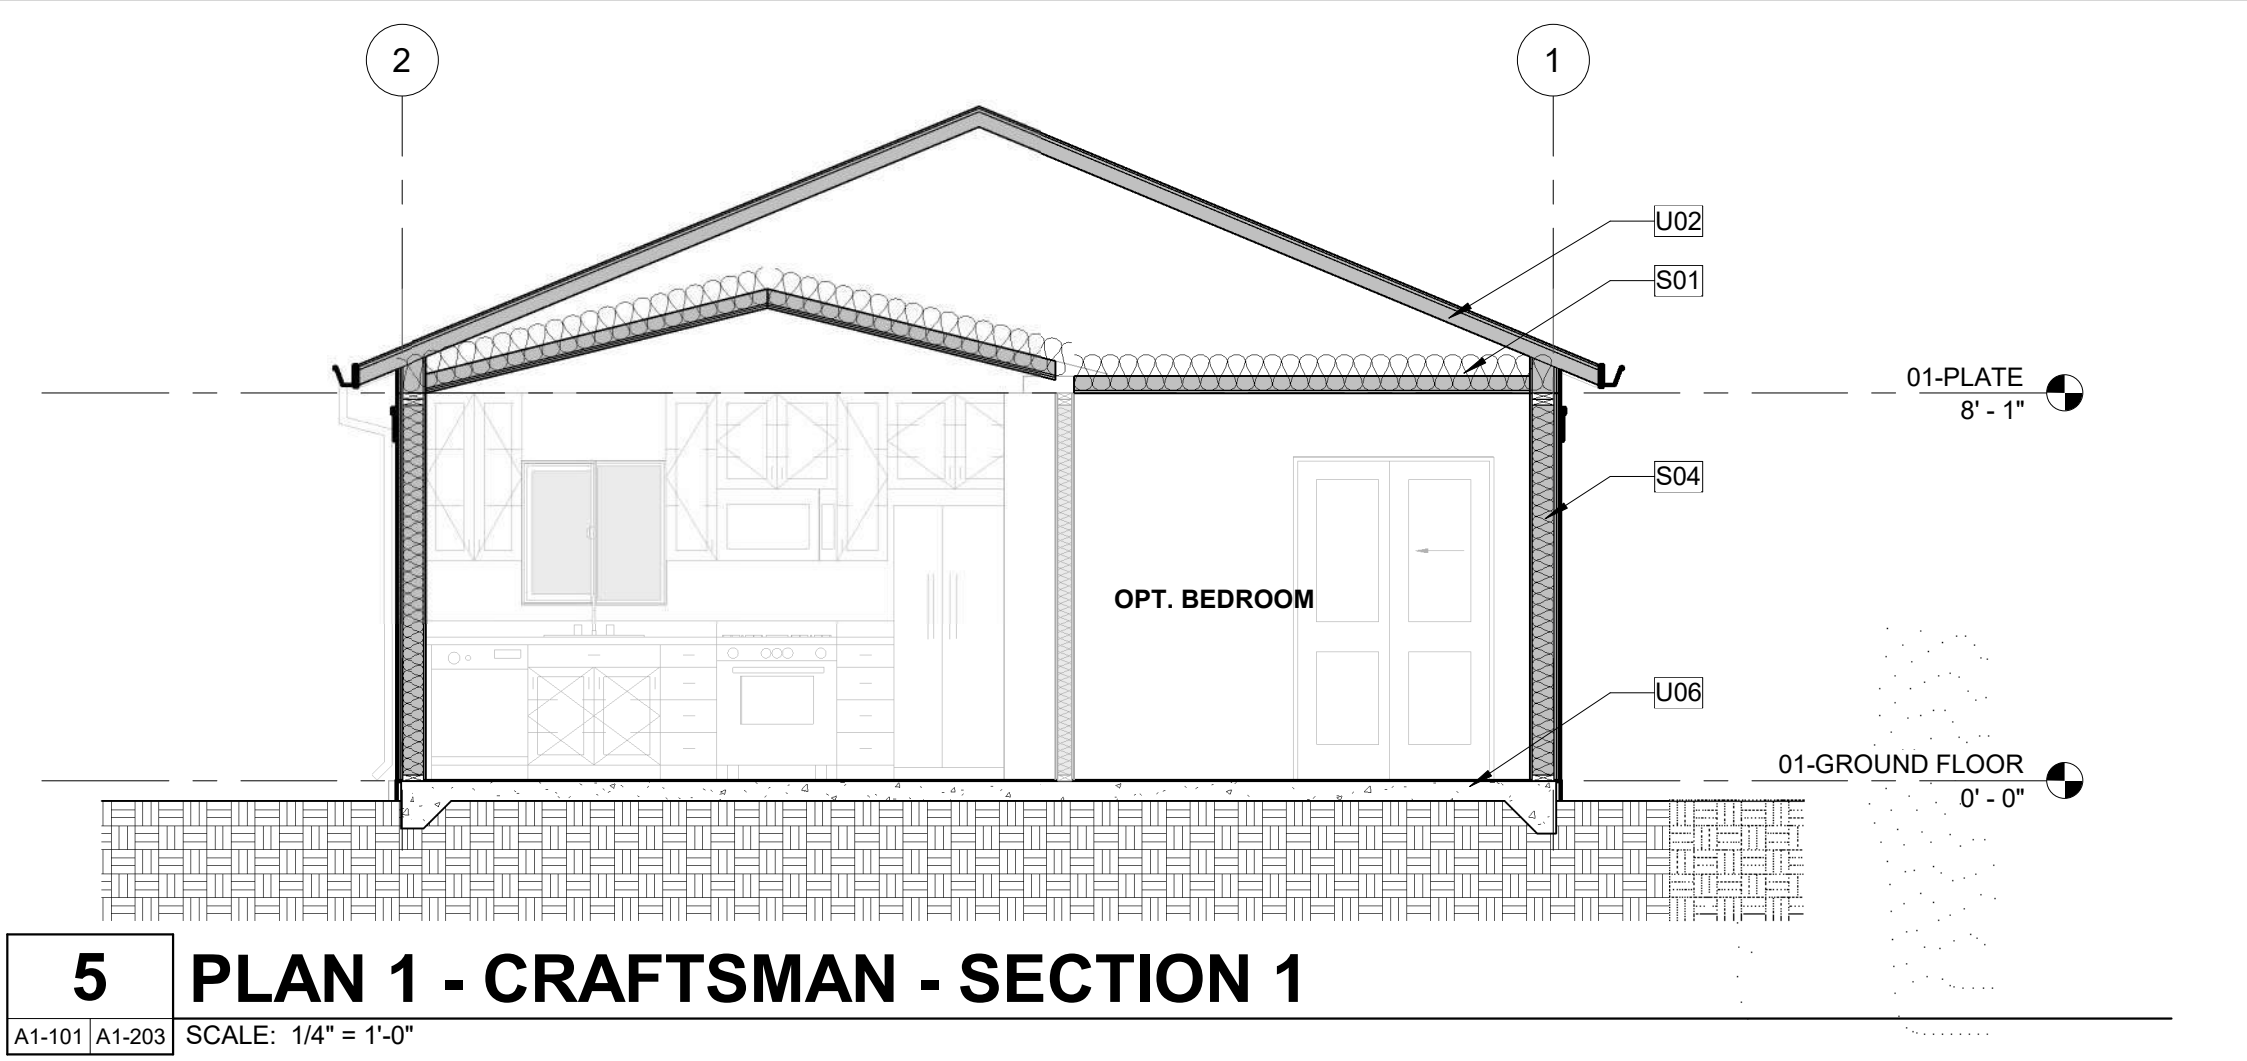 2
1
U02
S01
01-PLATE
8' - 1"
S04
OPT. BEDROOM
U06
01-GROUND FLOOR
0' - 0"
5
PLAN 1 - CRAFTSMAN - SECTION 1
A1-101 A1-203
SCALE: 1/4" = 1'-0"